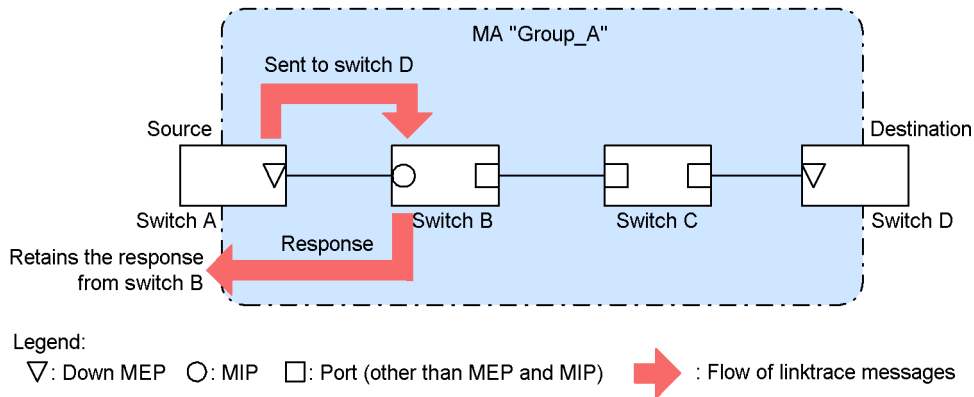 MA "Group_A"
Sent to switch D
Source
Destination
Switch A
Switch B
Switch C
Switch D
Response
Retains the response
from switch B
Legend:
: Down MEP
: MIP
: Port (other than MEP and MIP)
: Flow of linktrace messages